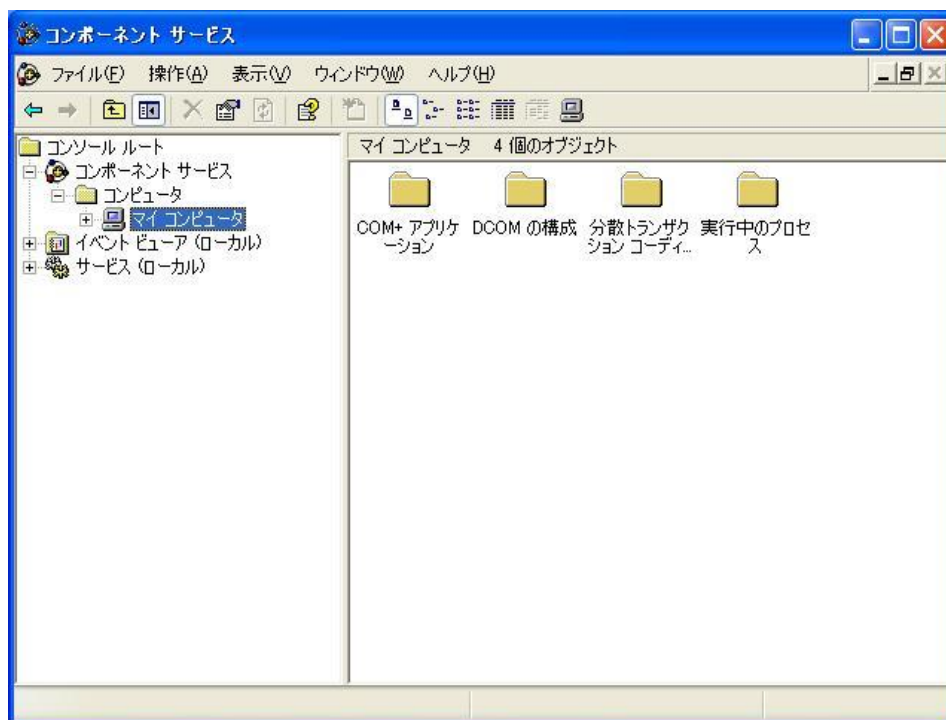 コンポーネント サービス
ファイル(F) 操作(A) 表示(V) ウィンドウ(W) ヘルプ(H)
コンソール ルート
コンポーネント サービス
コンピュータ
マイ コンピュータ
イベント ビューア (ローカル)
サービス (ローカル)
マイ コンピュータ 4 個のオブジェクト
COM+ アプリケ
ーション
DCOM の構成
分散トランザク
ション コーディ...
実行中のプロセ
ス